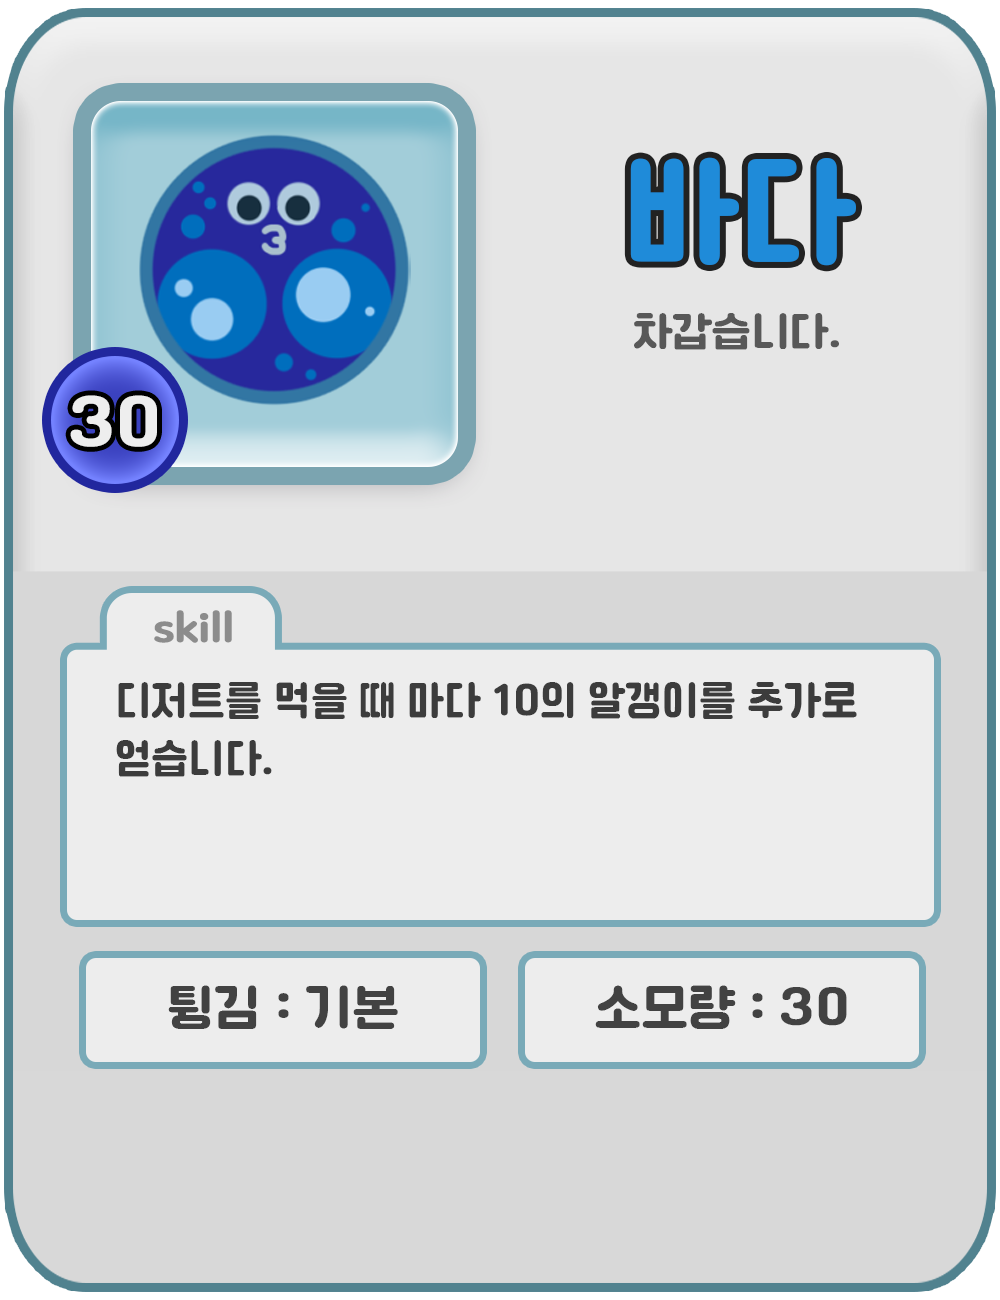 바다
차갑습니다.
30
skill
디저트를 먹을 때 마다 10의 알갱이를 추가로
얻습니다.
튕김 : 기본
소모량 : 30